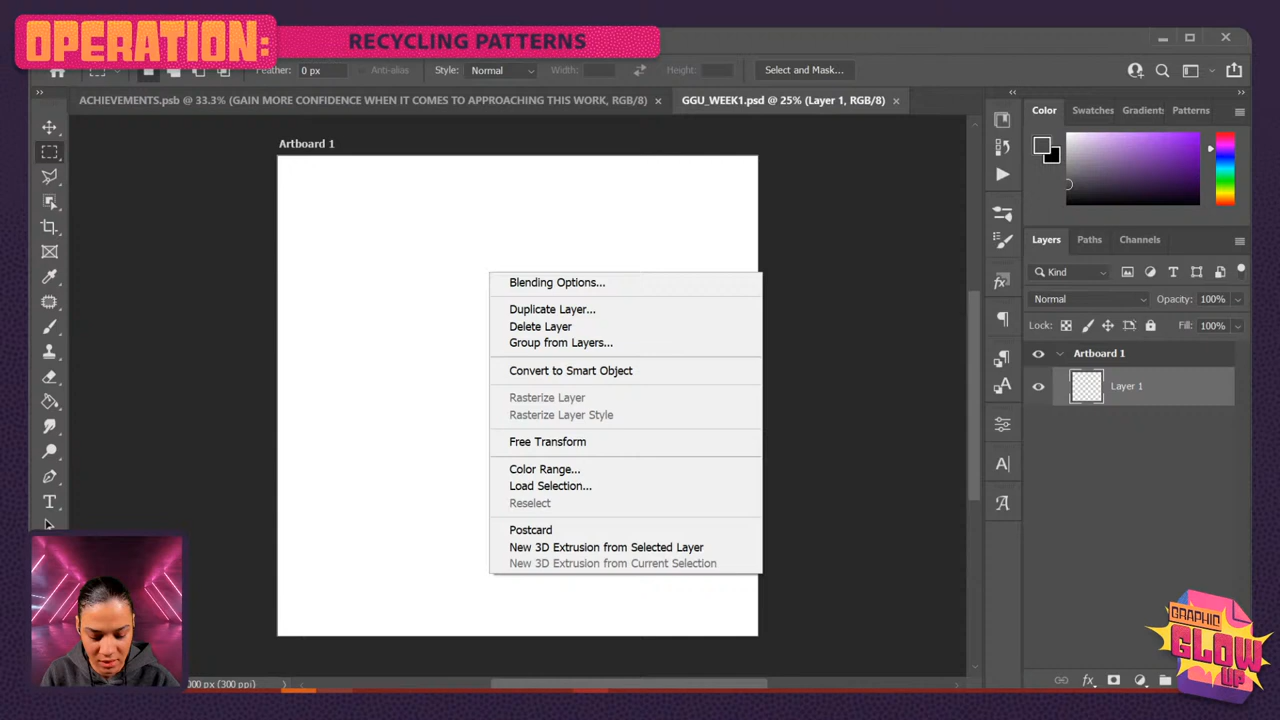 OPERATION:
RECYCLING PATTERNS
Feather: 0 px
Anti-alias
Style: Normal
Width:
Height:
Select and Mask...
ACHIEVEMENTS.psb @ 33.3% (GAIN MORE CONFIDENCE WHEN IT COMES TO APPROACHING THIS WORK, RGB/8) ×
GGU_WEEK1.psd @ 25% (Layer 1, RGB/8) ×
Color Swatches Gradients Patterns
Artboard 1
Layers Paths Channels
Kind
Normal Opacity: 100%
Lock: Fill: 100%
Artboard 1
Layer 1
Blending Options...
Duplicate Layer...
Delete Layer
Group from Layers...
Convert to Smart Object
Rasterize Layer
Rasterize Layer Style
Free Transform
Color Range...
Load Selection...
Reselect
Postcard
New 3D Extrusion from Selected Layer
New 3D Extrusion from Current Selection
000 px (300 ppi)
GRAPHIC
GLOW
UP